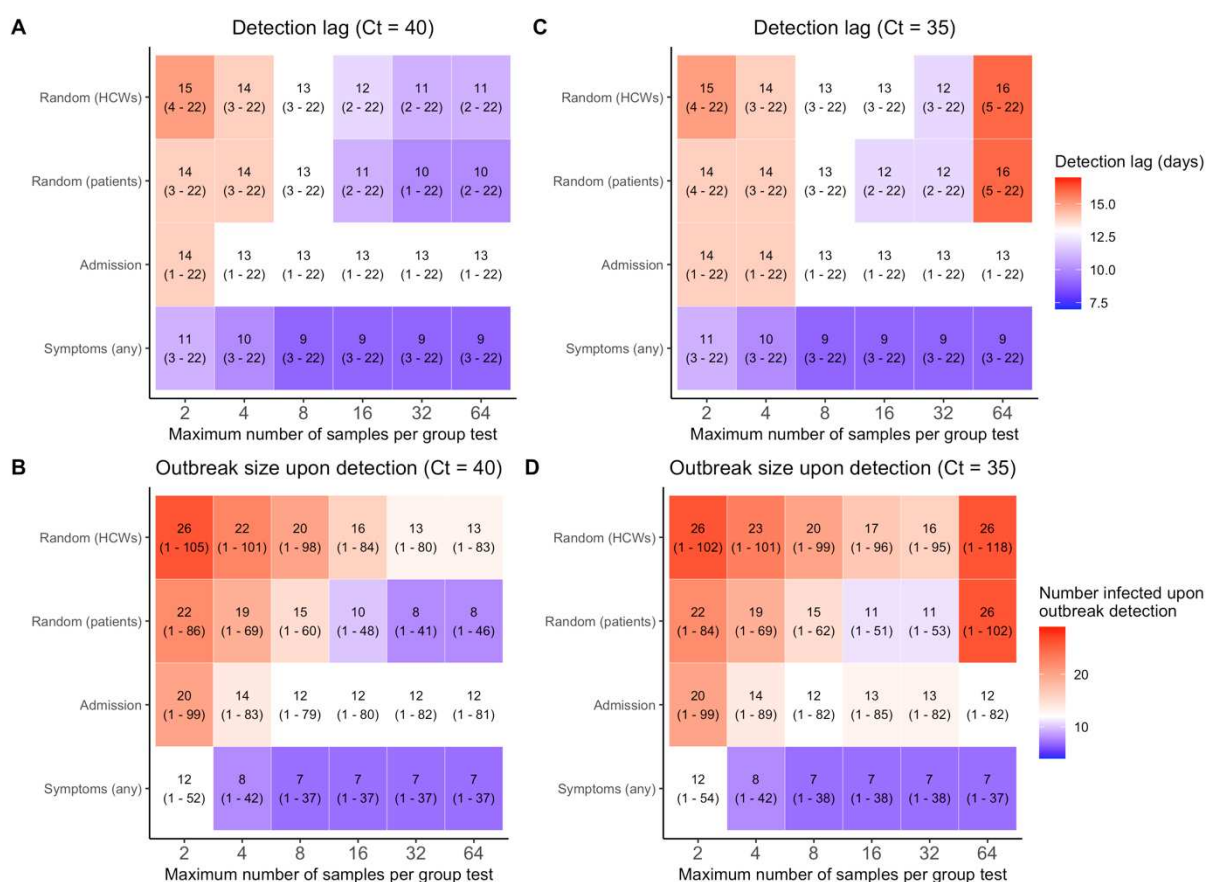 A
Detection lag (Ct = 40)
Random (HCWs)
15 14 13 12 11 11
(4 - 22) (3 - 22) (3 - 22) (2 - 22) (2 - 22) (2 - 22)
Random (patients)
14 14 13 11 10 10
(3 - 22) (3 - 22) (3 - 22) (2 - 22) (1 - 22) (2 - 22)
Admission
14 13 13 13 13 13
(1 - 22) (1 - 22) (1 - 22) (1 - 22) (1 - 22) (1 - 22)
Symptoms (any)
11 10 9 9 9 9
(3 - 22) (3 - 22) (3 - 22) (3 - 22) (3 - 22) (3 - 22)
2 4 8 16 32 64
Maximum number of samples per group test
C
Detection lag (Ct = 35)
Random (HCWs)
15 14 13 13 12 16
(4 - 22) (3 - 22) (3 - 22) (3 - 22) (3 - 22) (5 - 22)
Random (patients)
14 14 13 12 12 16
(4 - 22) (3 - 22) (3 - 22) (2 - 22) (2 - 22) (5 - 22)
Admission
14 14 13 13 13 13
(1 - 22) (1 - 22) (1 - 22) (1 - 22) (1 - 22) (1 - 22)
Symptoms (any)
11 10 9 9 9 9
(3 - 22) (3 - 22) (3 - 22) (3 - 22) (3 - 22) (3 - 22)
2 4 8 16 32 64
Maximum number of samples per group test
Detection lag (days)
15.0
12.5
10.0
7.5
B
Outbreak size upon detection (Ct = 40)
Random (HCWs)
26 22 20 16 13 13
(1 - 105) (1 - 101) (1 - 98) (1 - 84) (1 - 80) (1 - 83)
Random (patients)
22 19 15 10 8 8
(1 - 86) (1 - 69) (1 - 60) (1 - 48) (1 - 41) (1 - 46)
Admission
20 14 12 12 12 12
(1 - 99) (1 - 83) (1 - 79) (1 - 80) (1 - 82) (1 - 81)
Symptoms (any)
12 8 7 7 7 7
(1 - 52) (1 - 42) (1 - 37) (1 - 37) (1 - 37) (1 - 37)
2 4 8 16 32 64
Maximum number of samples per group test
D
Outbreak size upon detection (Ct = 35)
Random (HCWs)
26 23 20 17 16 26
(1 - 102) (1 - 101) (1 - 99) (1 - 96) (1 - 95) (1 - 118)
Random (patients)
22 19 15 11 11 26
(1 - 84) (1 - 69) (1 - 62) (1 - 51) (1 - 53) (1 - 102)
Admission
20 14 12 13 13 12
(1 - 99) (1 - 89) (1 - 82) (1 - 85) (1 - 82) (1 - 82)
Symptoms (any)
12 8 7 7 7 7
(1 - 54) (1 - 42) (1 - 38) (1 - 38) (1 - 38) (1 - 37)
2 4 8 16 32 64
Maximum number of samples per group test
Number infected upon
outbreak detection
20
10